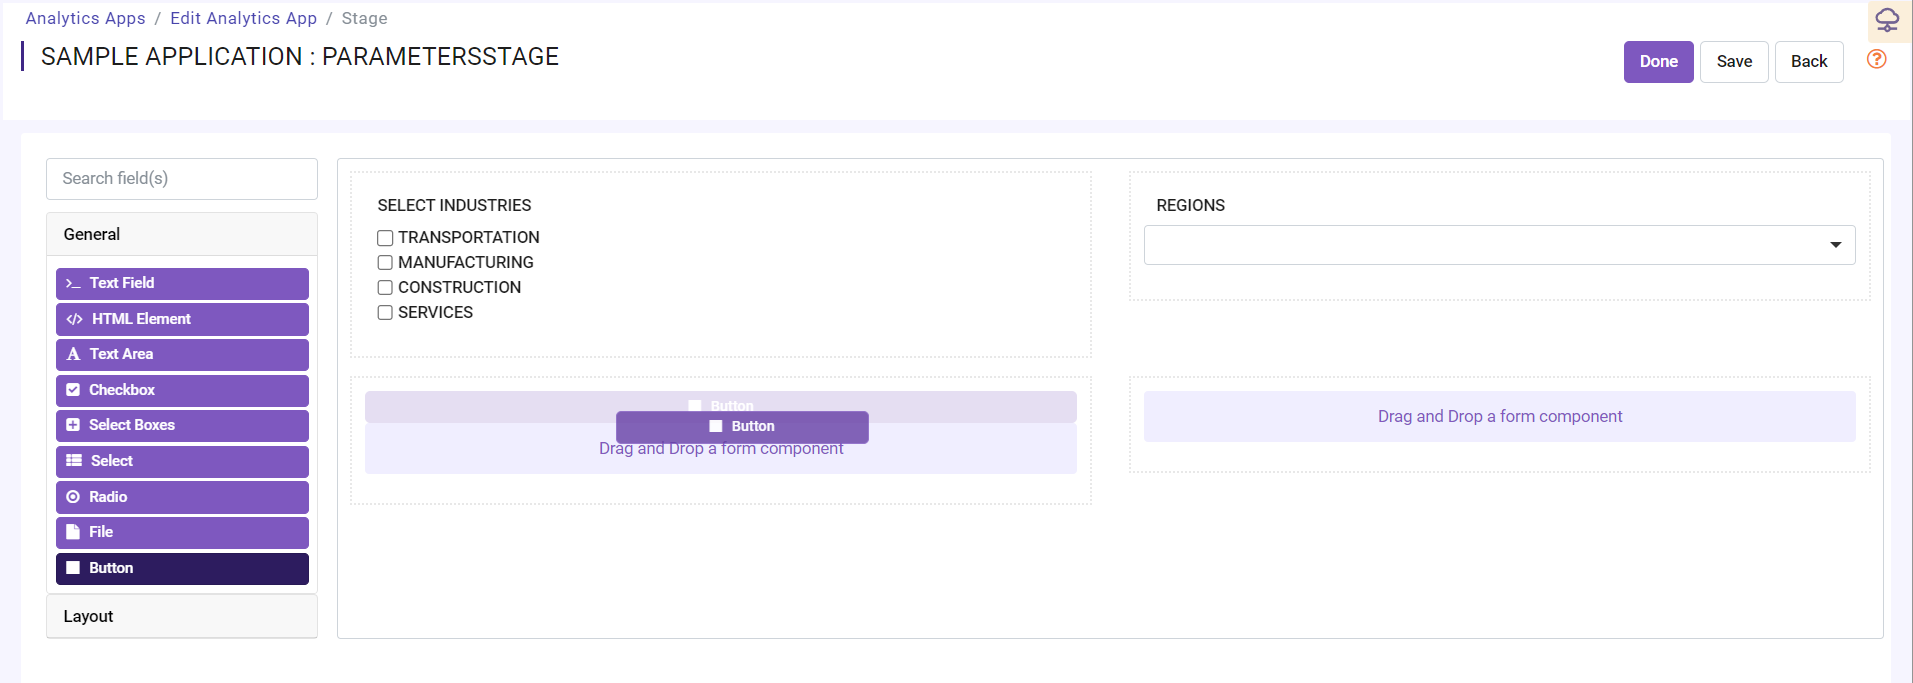 Analytics Apps / Edit Analytics App / Stage
SAMPLE APPLICATION : PARAMETERSSTAGE
Done
Save
Back
?
Search field(s)
General
Text Field
HTML Element
Text Area
Checkbox
Select Boxes
Select
Radio
File
Button
Layout
SELECT INDUSTRIES
TRANSPORTATION
MANUFACTURING
CONSTRUCTION
SERVICES
REGIONS
Button
Button
Drag and Drop a form component
Drag and Drop a form component